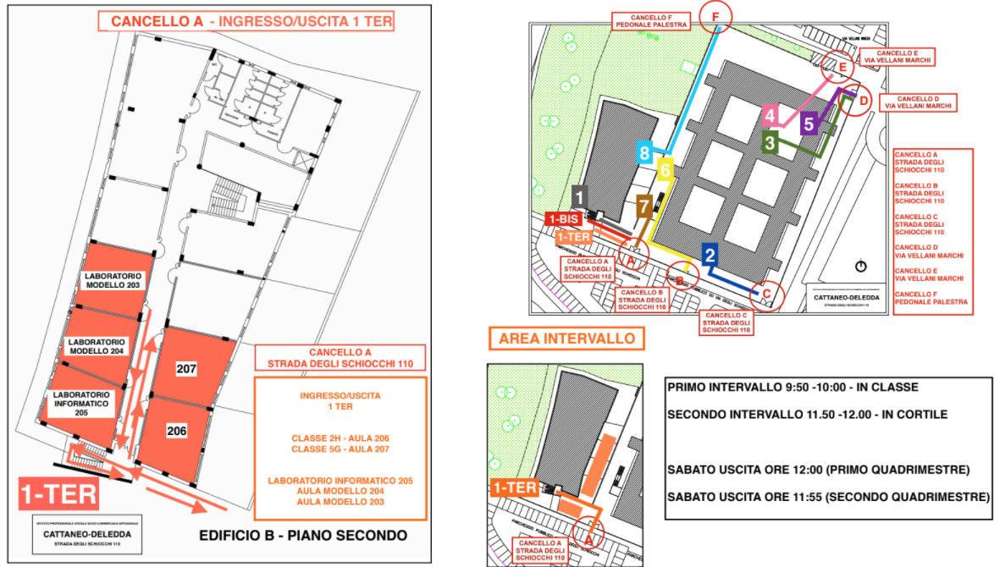 CANCELLO A - INGRESSO/USCITA 1 TER
LABORATORIO
MODELLO 203
LABORATORIO
MODELLO 204
LABORATORIO
INFORMATICO
205
207
206
CANCELLO A
STRADA DEGLI SCHIOCCHI 110
INGRESSO/USCITA
1 TER
CLASSE 2H - AULA 206
CLASSE 5G - AULA 207
LABORATORIO INFORMATICO 205
AULA MODELLO 204
AULA MODELLO 203
1-TER
CATTANEO-DELEDDA
STRADA DEGLI SCHIOCCHI 110
EDIFICIO B - PIANO SECONDO
CANCELLO F
PEDONALE PALESTRA
F
VIA VELLANI MARCHI
CANCELLO E
VIA VELLANI MARCHI
E
CANCELLO D
VIA VELLANI MARCHI
D
4
5
3
8
6
7
1
1-BIS
1-TER
2
A
B
C
CANCELLO A
STRADA DEGLI
SCHIOCCHI 110
CANCELLO B
STRADA DEGLI
SCHIOCCHI 110
CANCELLO C
STRADA DEGLI
SCHIOCCHI 110
CATTANEO-DELEDDA
STRADA DEGLI SCHIOCCHI 110
CANCELLO A
STRADA DEGLI
SCHIOCCHI 110
CANCELLO B
STRADA DEGLI
SCHIOCCHI 110
CANCELLO C
STRADA DEGLI
SCHIOCCHI 110
CANCELLO D
VIA VELLANI MARCHI
CANCELLO E
VIA VELLANI MARCHI
CANCELLO F
PEDONALE PALESTRA
AREA INTERVALLO
1-TER
A
CANCELLO A
STRADA DEGLI
SCHIOCCHI 110
PRIMO INTERVALLO 9:50 -10:00 - IN CLASSE
SECONDO INTERVALLO 11.50 -12.00 - IN CORTILE
SABATO USCITA ORE 12:00 (PRIMO QUADRIMESTRE)
SABATO USCITA ORE 11:55 (SECONDO QUADRIMESTRE)